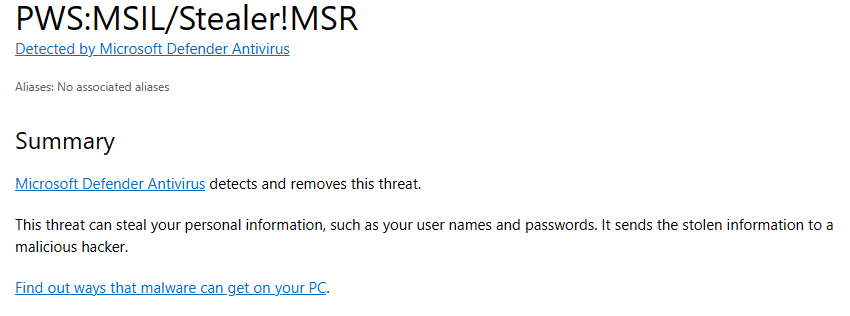 PWS:MSIL/Stealer!MSR
Detected by Microsoft Defender Antivirus
Aliases: No associated aliases
Summary
Microsoft Defender Antivirus detects and removes this threat.
This threat can steal your personal information, such as your user names and passwords. It sends the stolen information to a
malicious hacker.
Find out ways that malware can get on your PC.